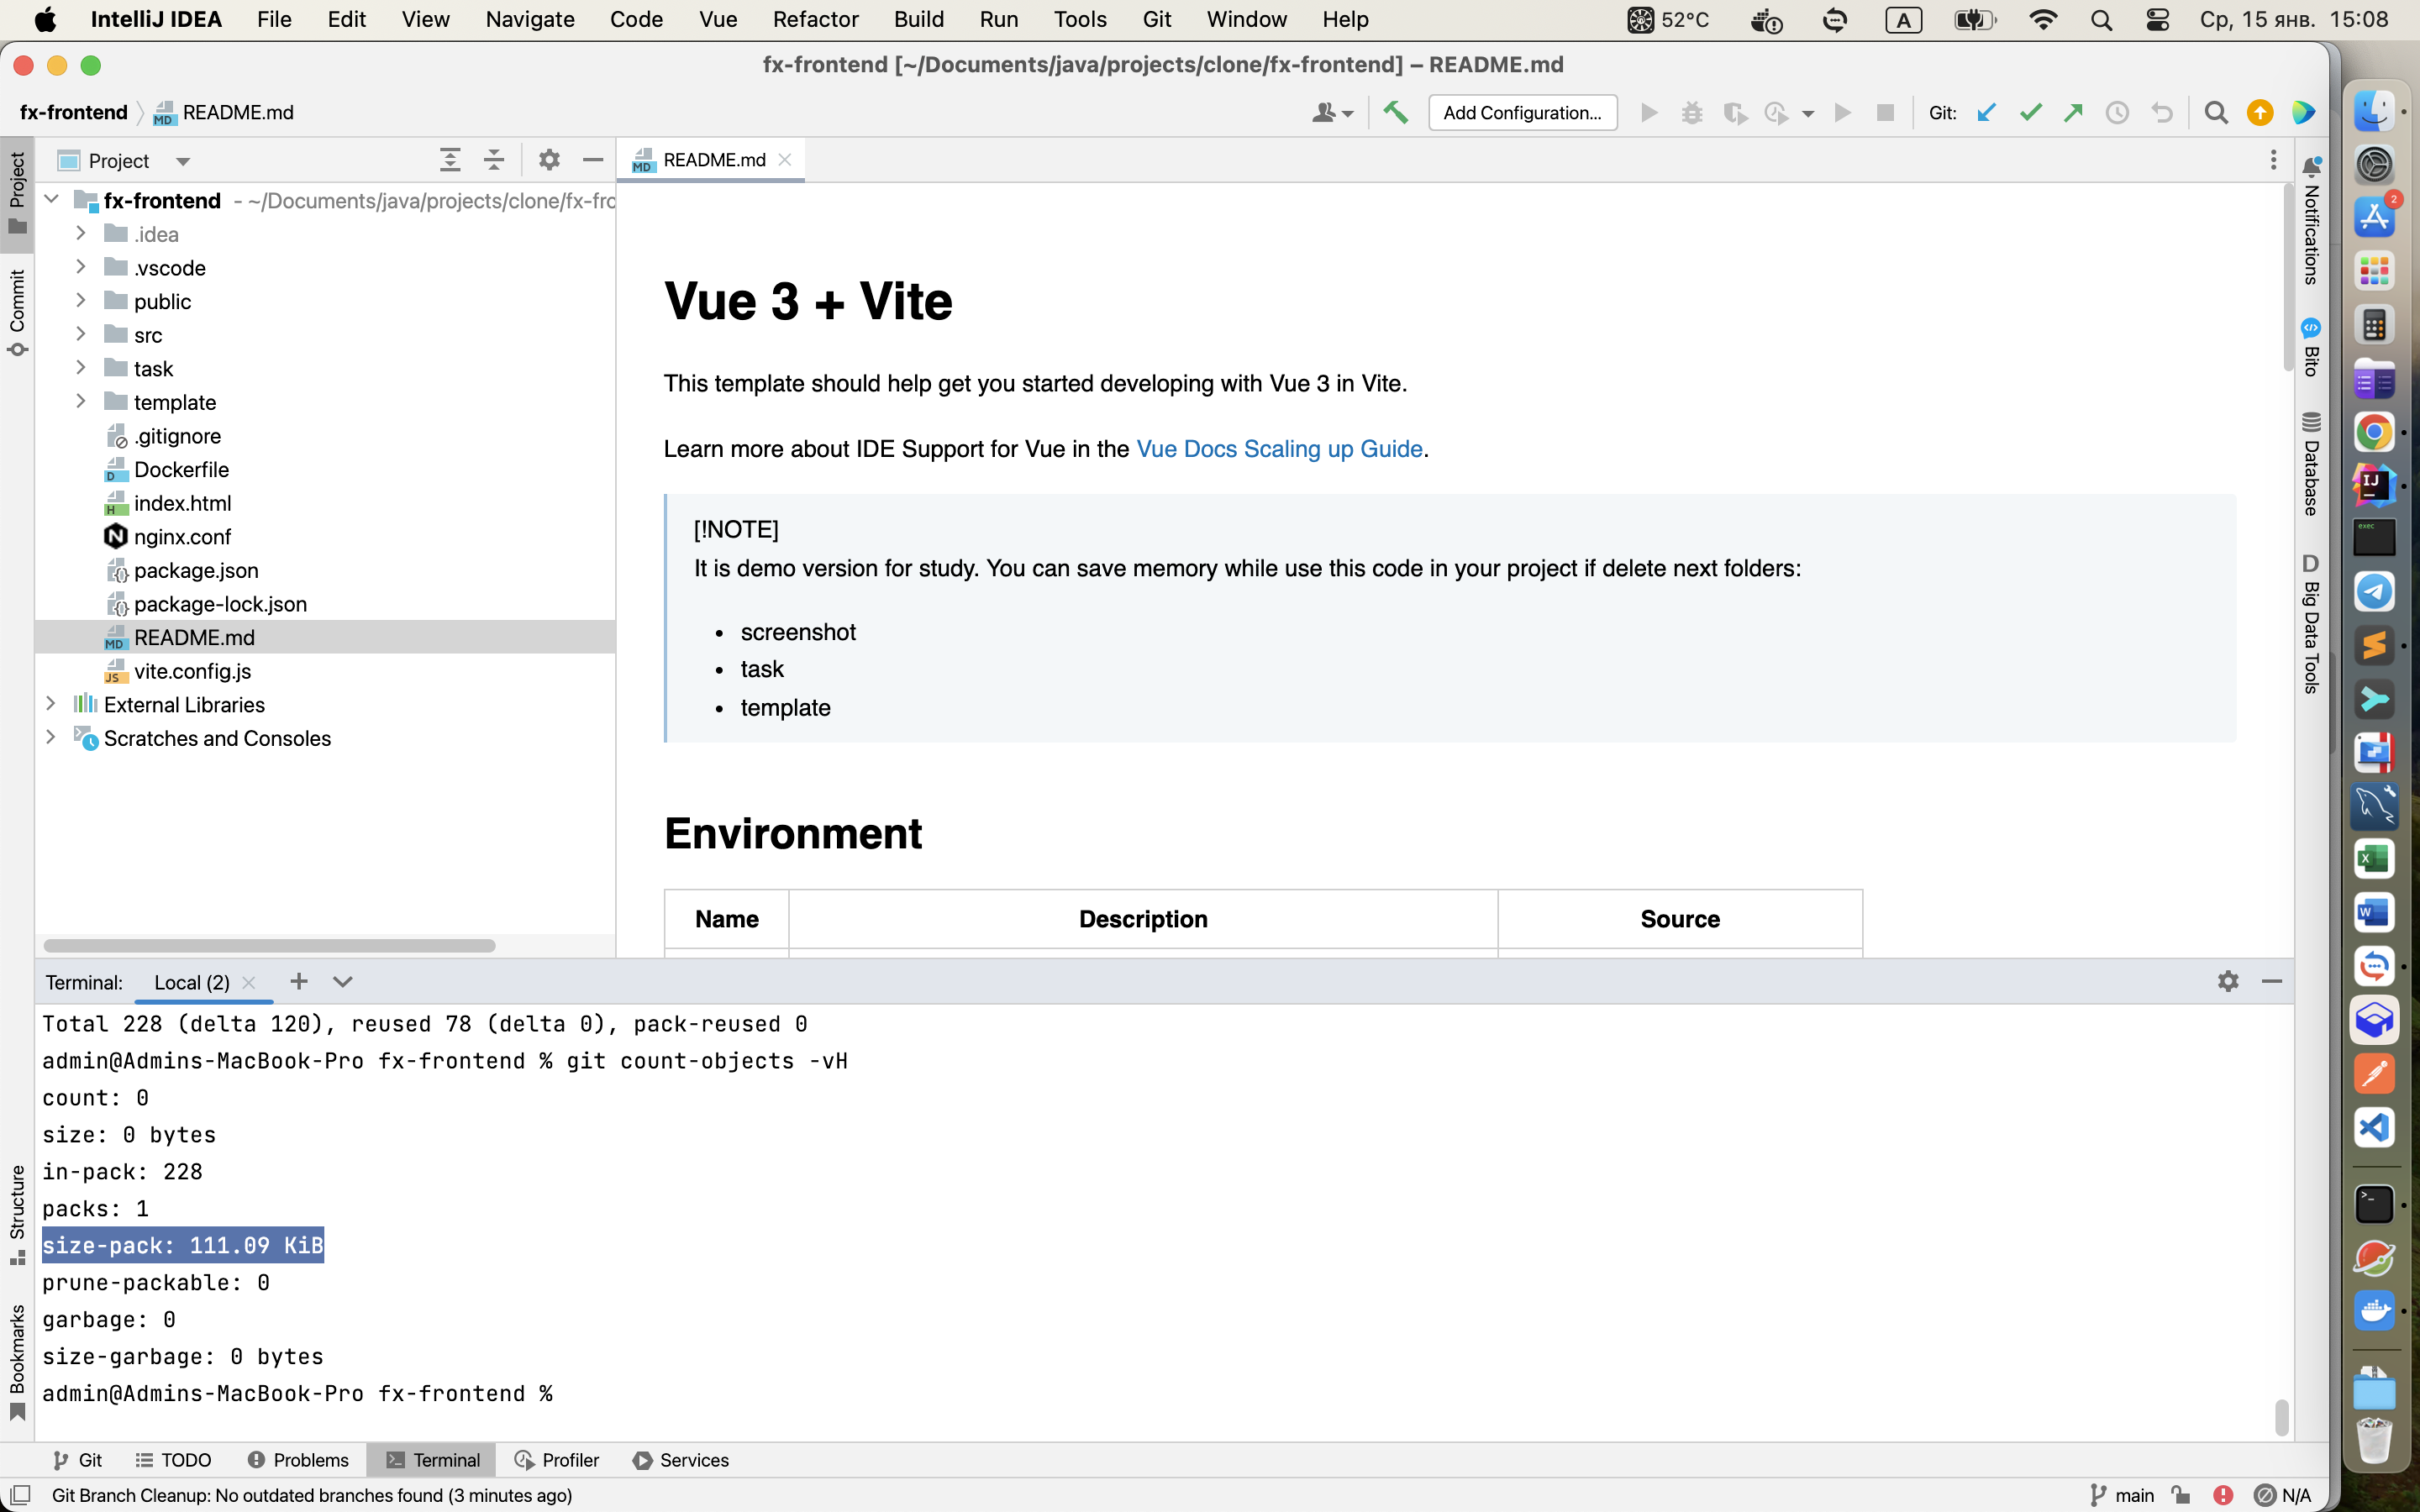 IntelliJ IDEA File Edit View Navigate Code Vue Refactor Build Run Tools Git Window Help 52°C A Ср, 15 янв. 15:08
fx-frontend [~/Documents/java/projects/clone/fx-frontend] – README.md
fx-frontend MD README.md Add Configuration... Git:
Project
Commit
Structure
Bookmarks
Project
fx-frontend - ~/Documents/java/projects/clone/fx-fro
.idea
.vscode
public
src
task
template
.gitignore
D Dockerfile
H index.html
N nginx.conf
package.json
package-lock.json
MD README.md
JS vite.config.js
External Libraries
Scratches and Consoles
MD README.md
Vue 3 + Vite
This template should help get you started developing with Vue 3 in Vite.
Learn more about IDE Support for Vue in the Vue Docs Scaling up Guide.
[!NOTE]
It is demo version for study. You can save memory while use this code in your project if delete next folders:
• screenshot
• task
• template
Environment
Name Description Source
Notifications
Bito
Database
D Big Data Tools
2
IJ
exec
X
W
Terminal: Local (2)
Total 228 (delta 120), reused 78 (delta 0), pack-reused 0
admin@Admins-MacBook-Pro fx-frontend % git count-objects -vH
count: 0
size: 0 bytes
in-pack: 228
packs: 1
size-pack: 111.09 KiB
prune-packable: 0
garbage: 0
size-garbage: 0 bytes
admin@Admins-MacBook-Pro fx-frontend %
Git TODO Problems Terminal Profiler Services
Git Branch Cleanup: No outdated branches found (3 minutes ago) main N/A